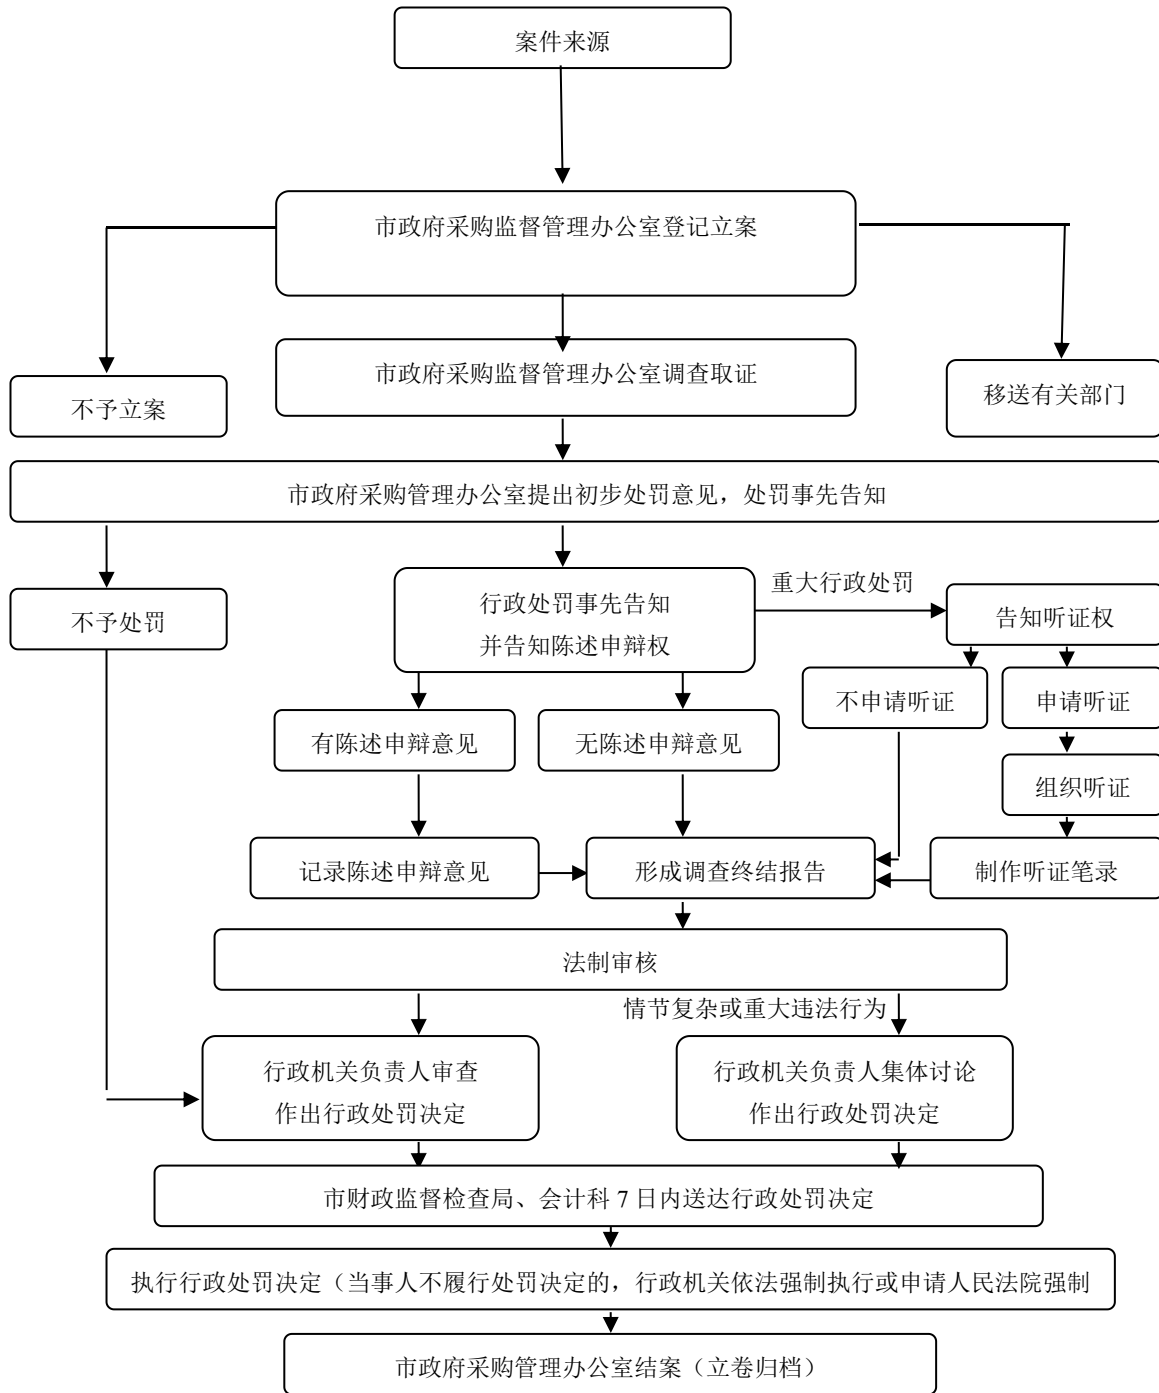 案件来源
市政府采购监督管理办公室登记立案
市政府采购监督管理办公室调查取证
不予立案
移送有关部门
市政府采购管理办公室提出初步处罚意见，处罚事先告知
不予处罚
行政处罚事先告知
并告知陈述申辩权
重大行政处罚
告知听证权
不申请听证
申请听证
有陈述申辩意见
无陈述申辩意见
组织听证
记录陈述申辩意见
形成调查终结报告
制作听证笔录
法制审核
情节复杂或重大违法行为
行政机关负责人审查
作出行政处罚决定
行政机关负责人集体讨论
作出行政处罚决定
市财政监督检查局、会计科 7 日内送达行政处罚决定
执行行政处罚决定（当事人不履行处罚决定的，行政机关依法强制执行或申请人民法院强制
市政府采购管理办公室结案（立卷归档）